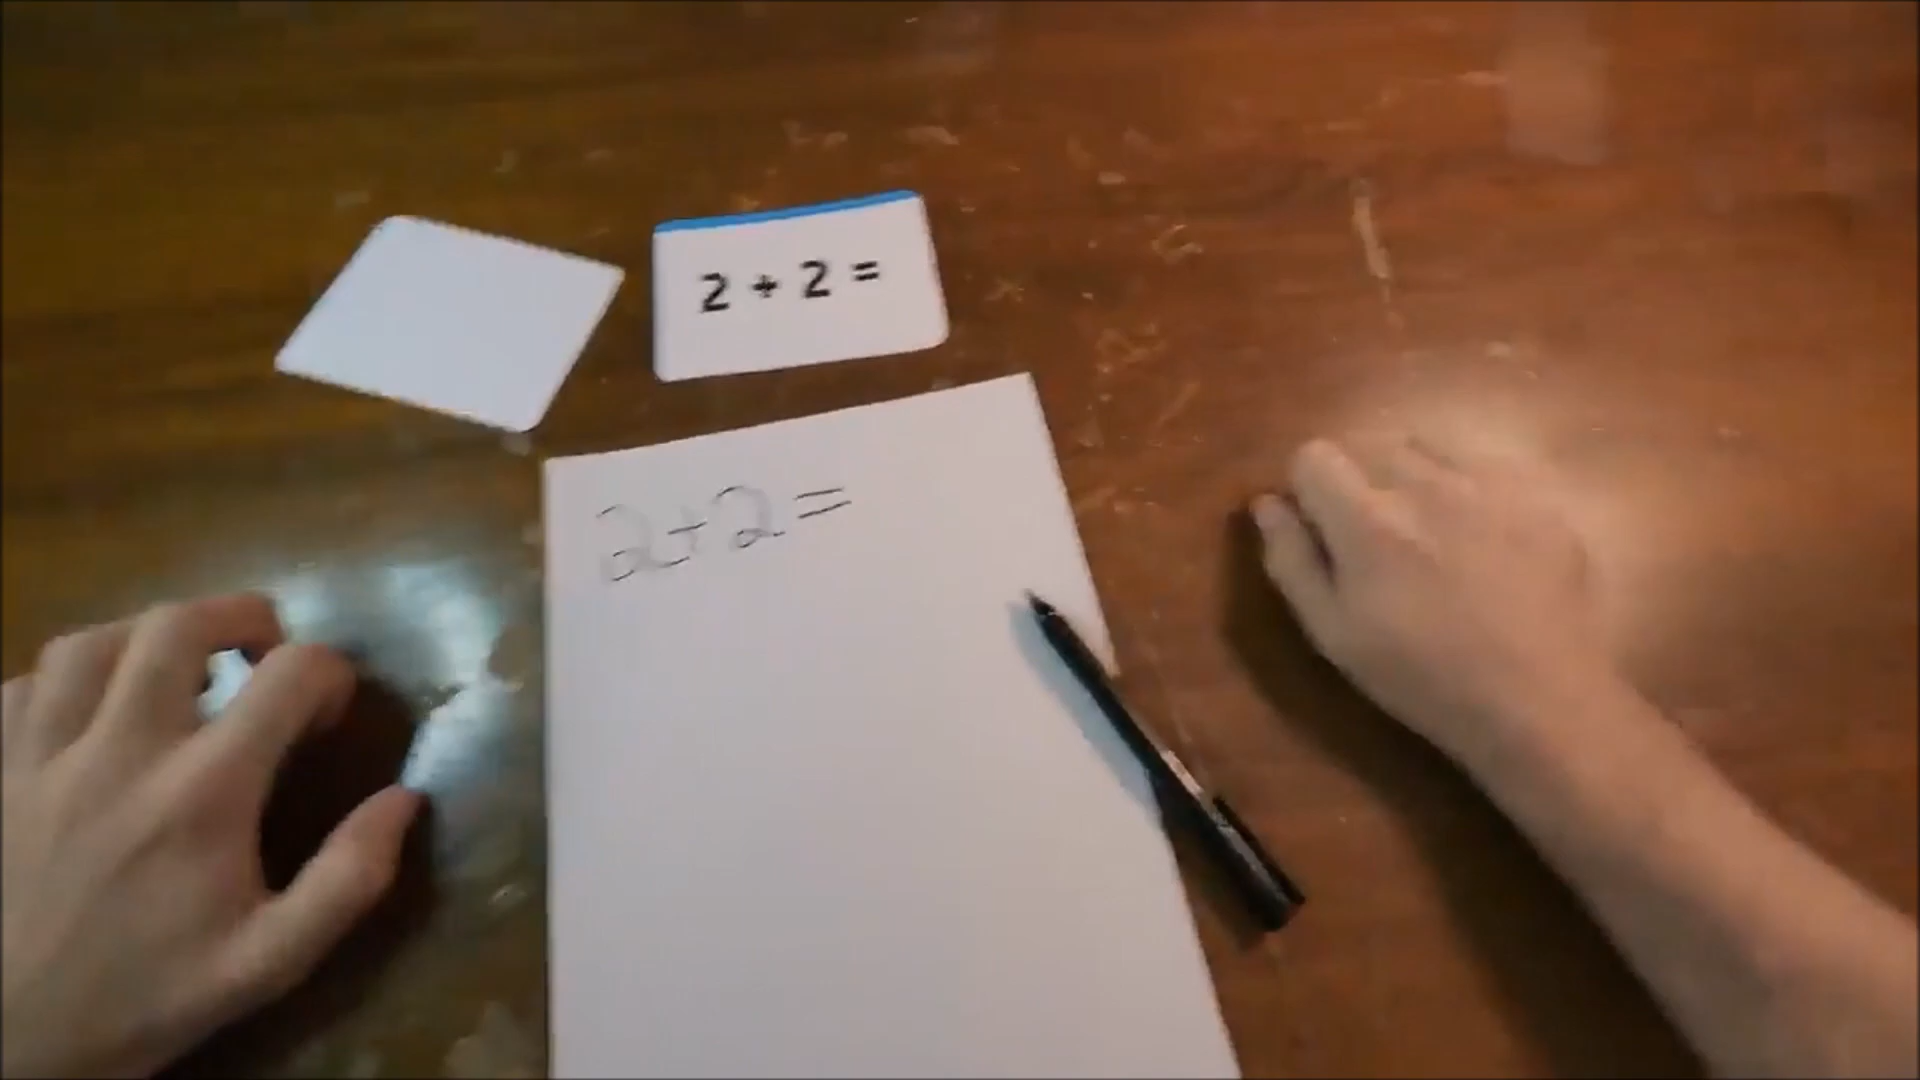 2 + 2 =
2+2=